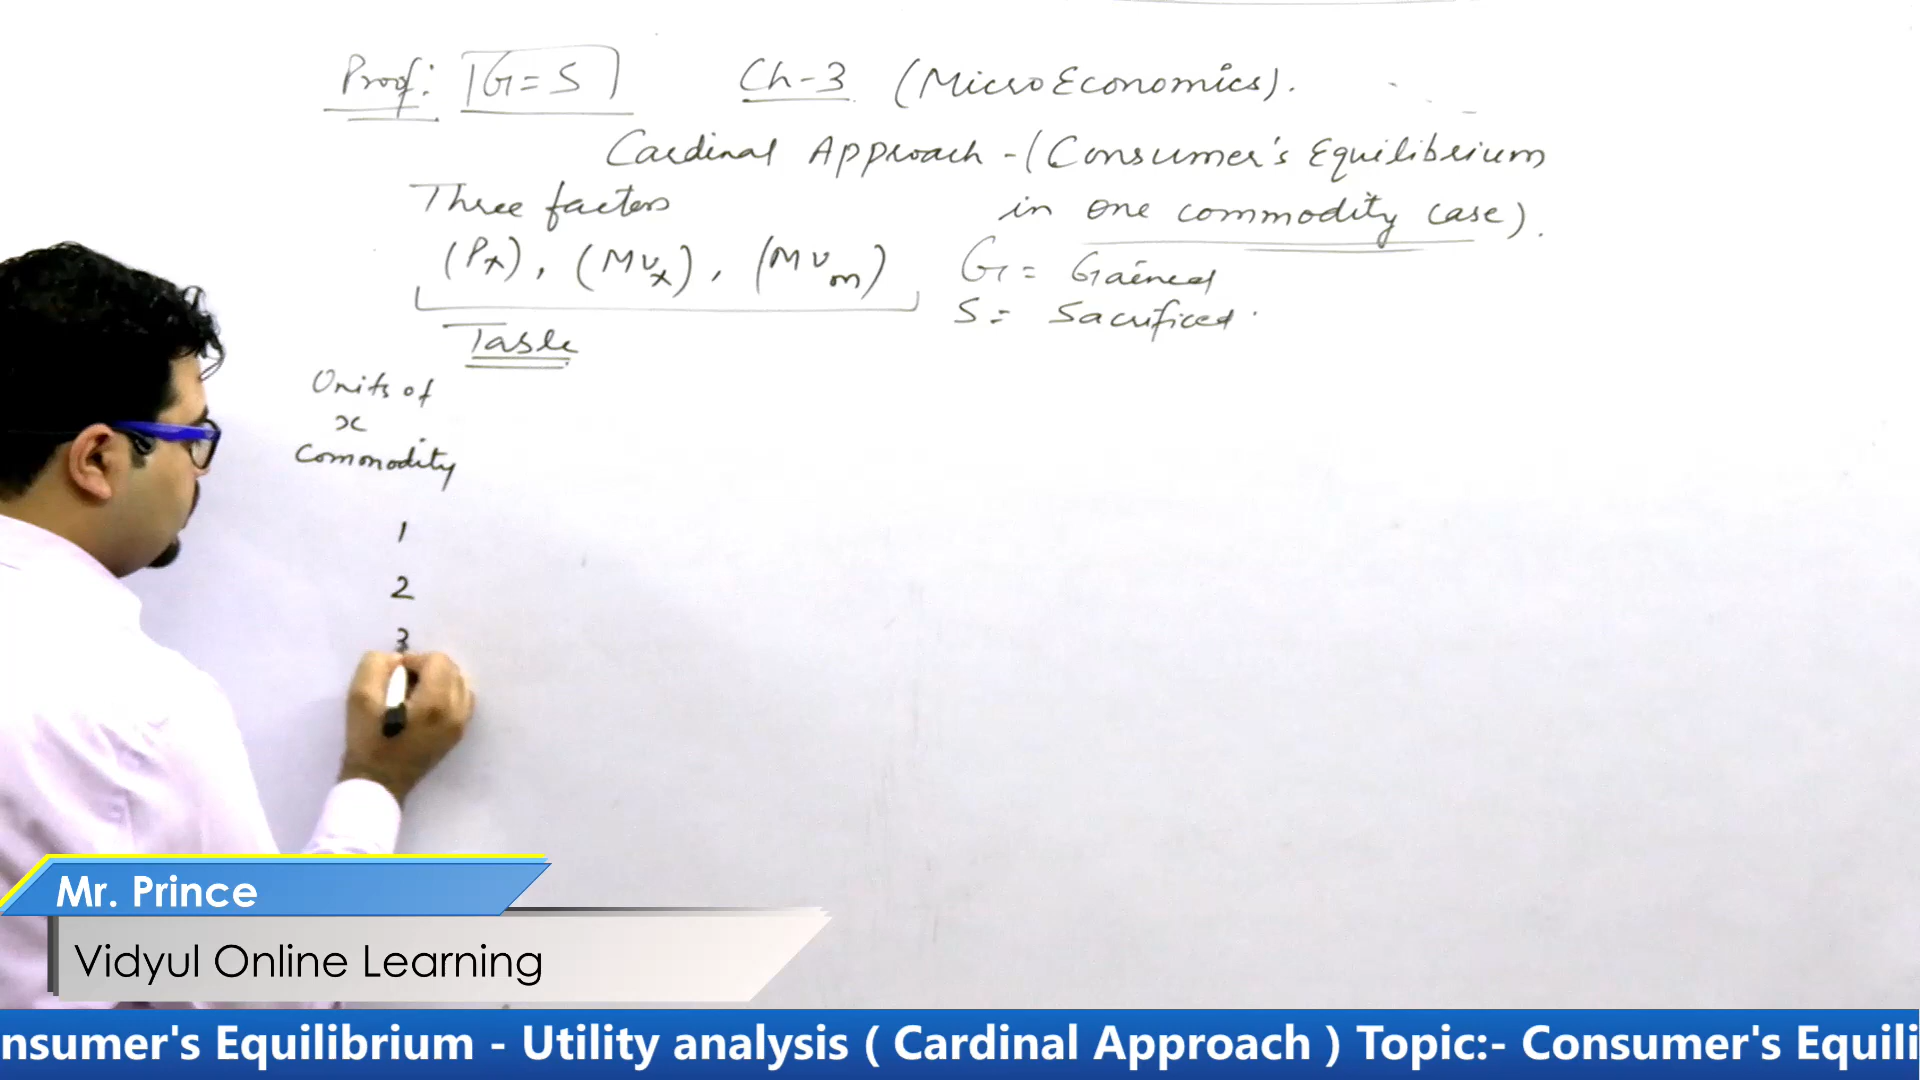 Proof: G = S Ch-3 (MicroEconomics).
Cardinal Approach - (Consumer's Equilibrium
in one commodity case).
Three factors
(Px), (MUx), (MUm)
G = Gained
S = Sacrificed
Table
Units of
x
Commodity
1
2
3
Mr. Prince
Vidyul Online Learning
nsumer's Equilibrium - Utility analysis ( Cardinal Approach ) Topic:- Consumer's Equili